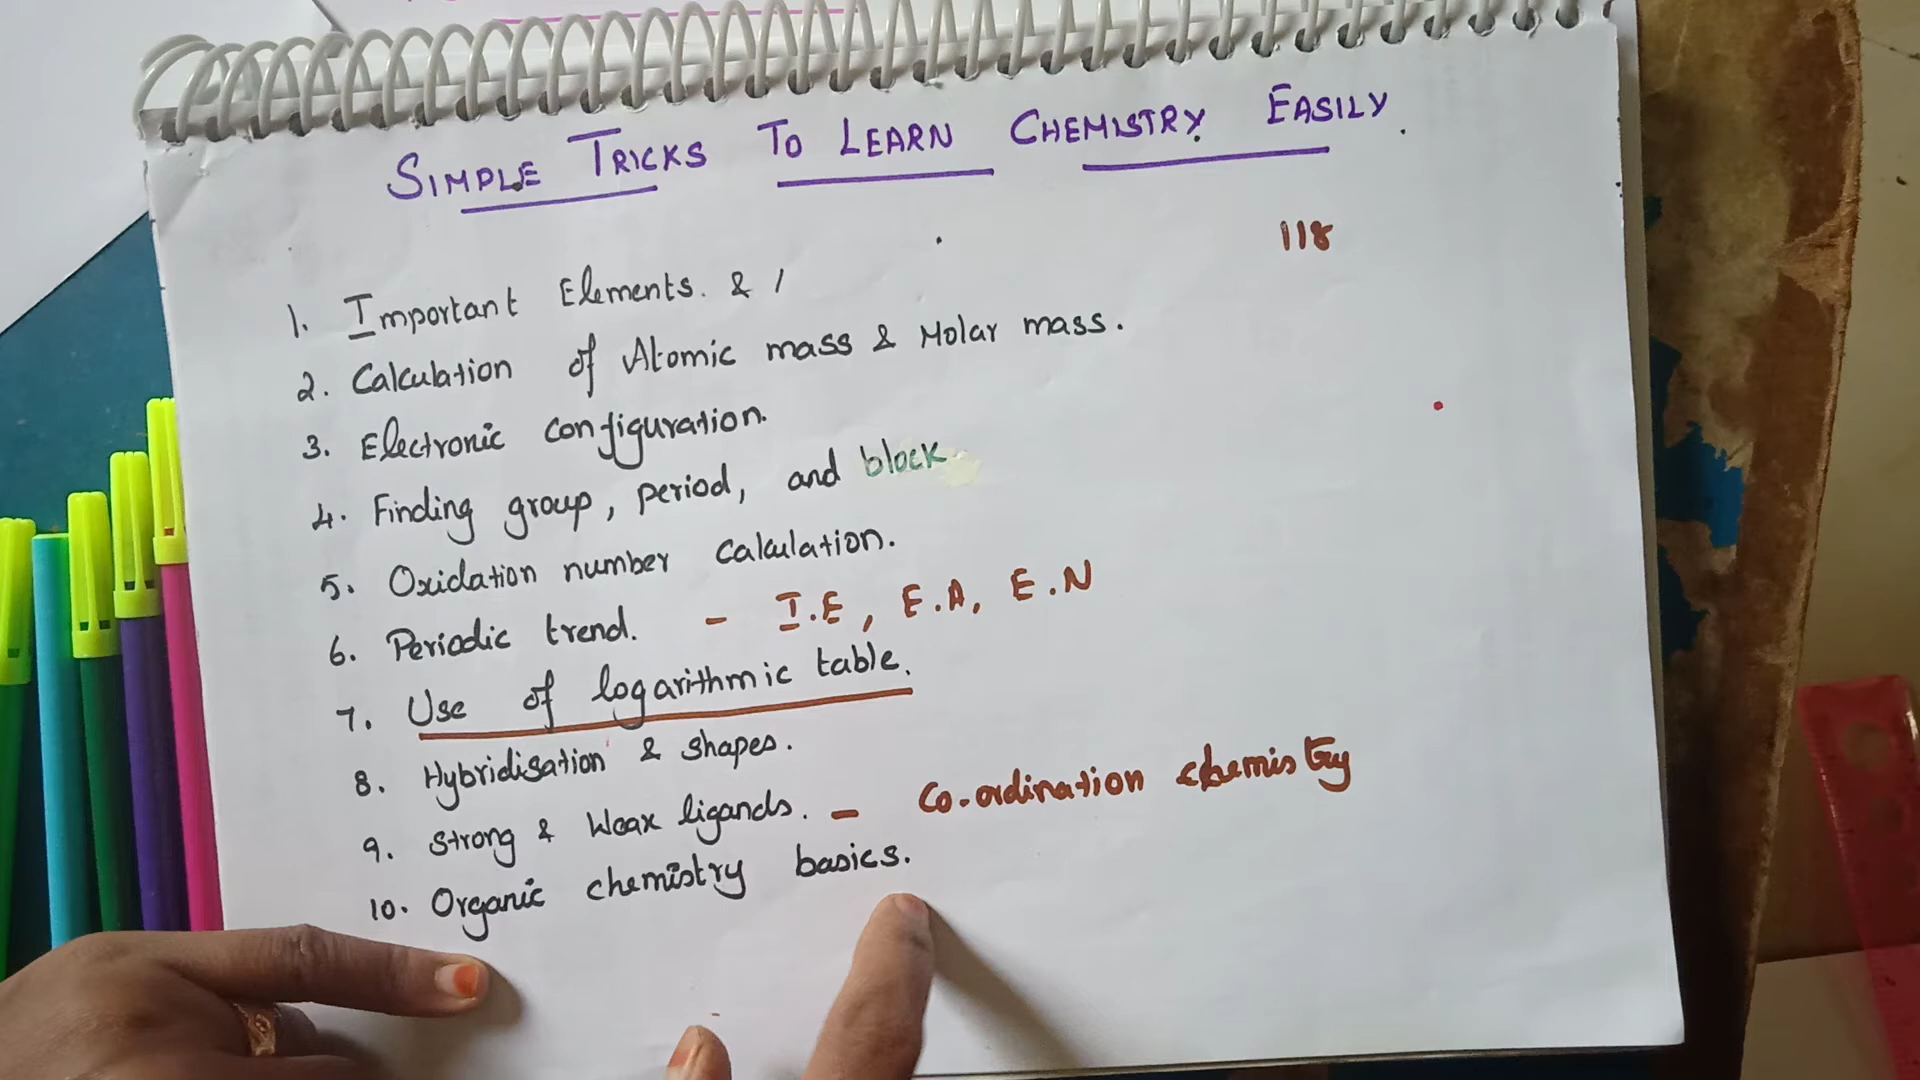 SIMPLE TRICKS TO LEARN CHEMISTRY EASILY.
118
1. Important Elements. & /
2. Calculation of Atomic mass & Molar mass.
3. Electronic configuration.
4. Finding group, period, and block
5. Oxidation number calculation.
6. Periodic trend. - I.E, E.A, E.N
7. Use of logarithmic table.
8. Hybridisation & shapes.
9. Strong & Weak ligands. - Co-ordination chemistry
10. Organic chemistry basics.